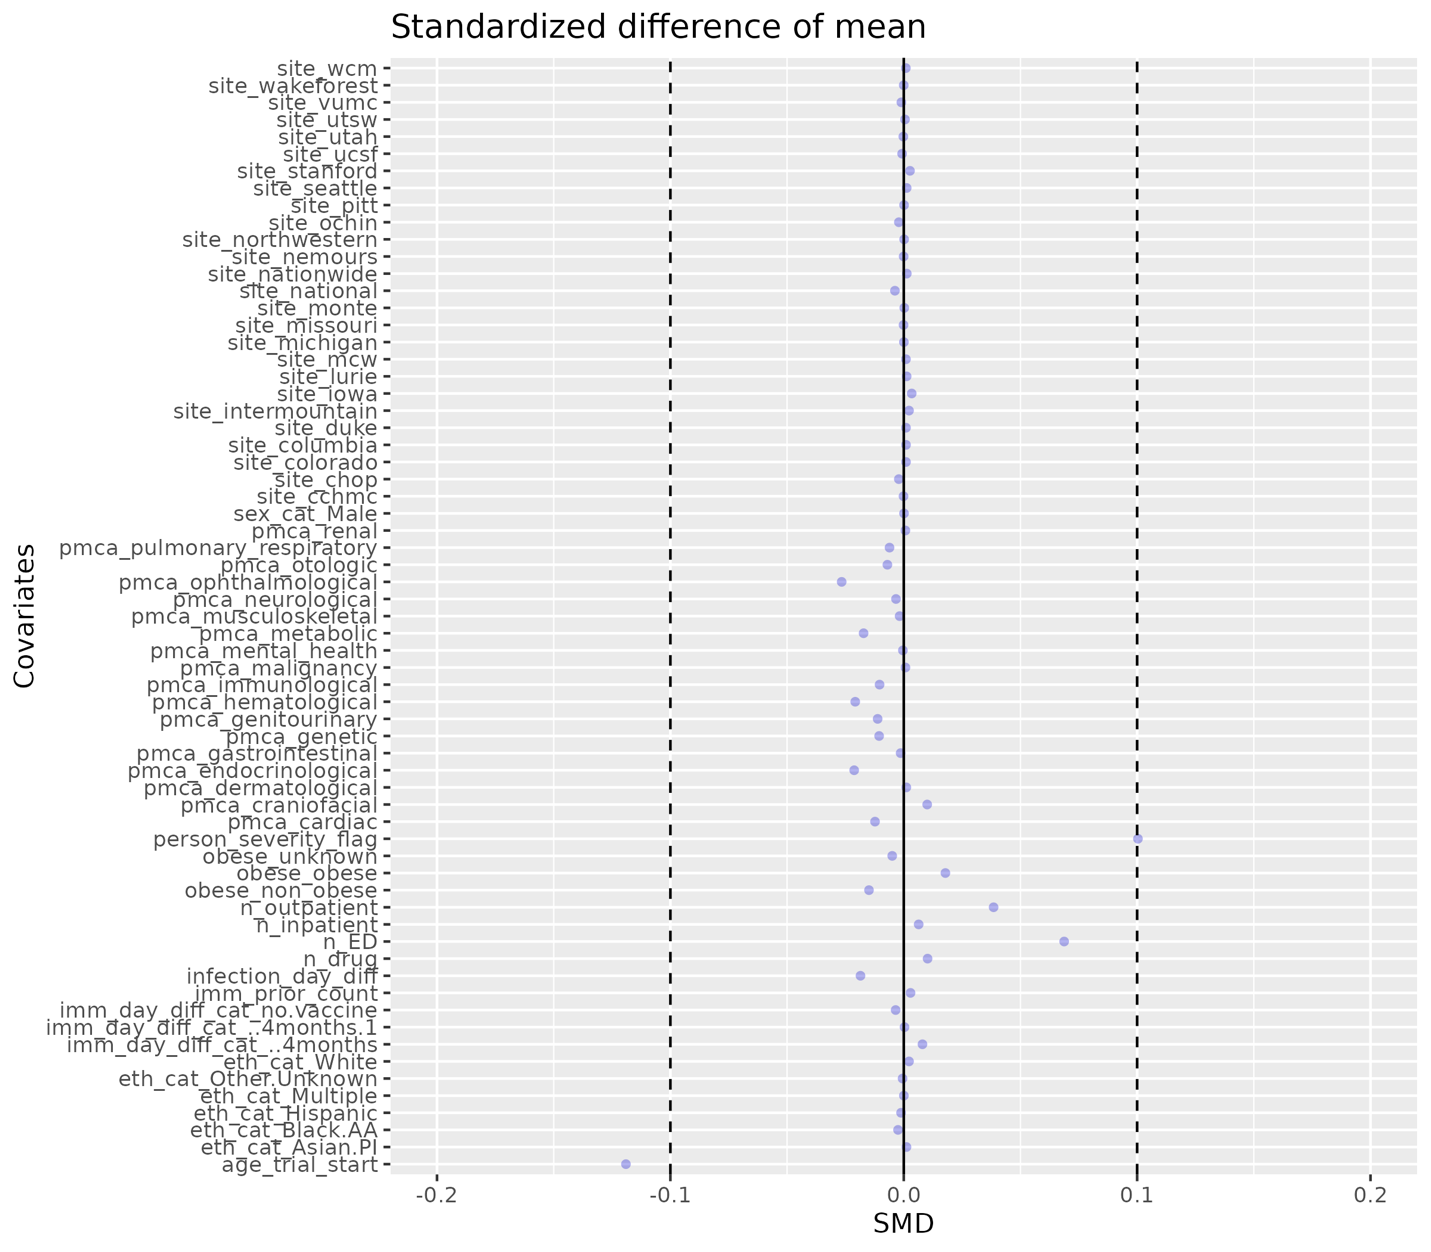 Standardized difference of mean
site_wcm
site_wakeforest
site_vumc
site_utsw
site_utah
site_ucsf
site_stanford
site_seattle
site_pitt
site_ochin
site_northwestern
site_nemours
site_nationwide
site_national
site_monte
site_missouri
site_michigan
site_mcw
site_lurie
site_iowa
site_intermountain
site_duke
site_columbia
site_colorado
site_chop
site_cchmc
sex_cat_Male
pmca_renal
pmca_pulmonary_respiratory
pmca_otologic
pmca_ophthalmological
pmca_neurological
pmca_musculoskeletal
pmca_metabolic
pmca_mental_health
pmca_malignancy
pmca_immunological
pmca_hematological
pmca_genitourinary
pmca_genetic
pmca_gastrointestinal
pmca_endocrinological
pmca_dermatological
pmca_craniofacial
pmca_cardiac
person_severity_flag
obese_unknown
obese_obese
obese_non_obese
n_outpatient
n_inpatient
n_ED
n_drug
infection_day_diff
imm_prior_count
imm_day_diff_cat_no.vaccine
imm_day_diff_cat_..4months.1
imm_day_diff_cat_..4months
eth_cat_White
eth_cat_Other.Unknown
eth_cat_Multiple
eth_cat_Hispanic
eth_cat_Black.AA
eth_cat_Asian.PI
age_trial_start
Covariates
-0.2 -0.1 0.0 0.1 0.2
SMD